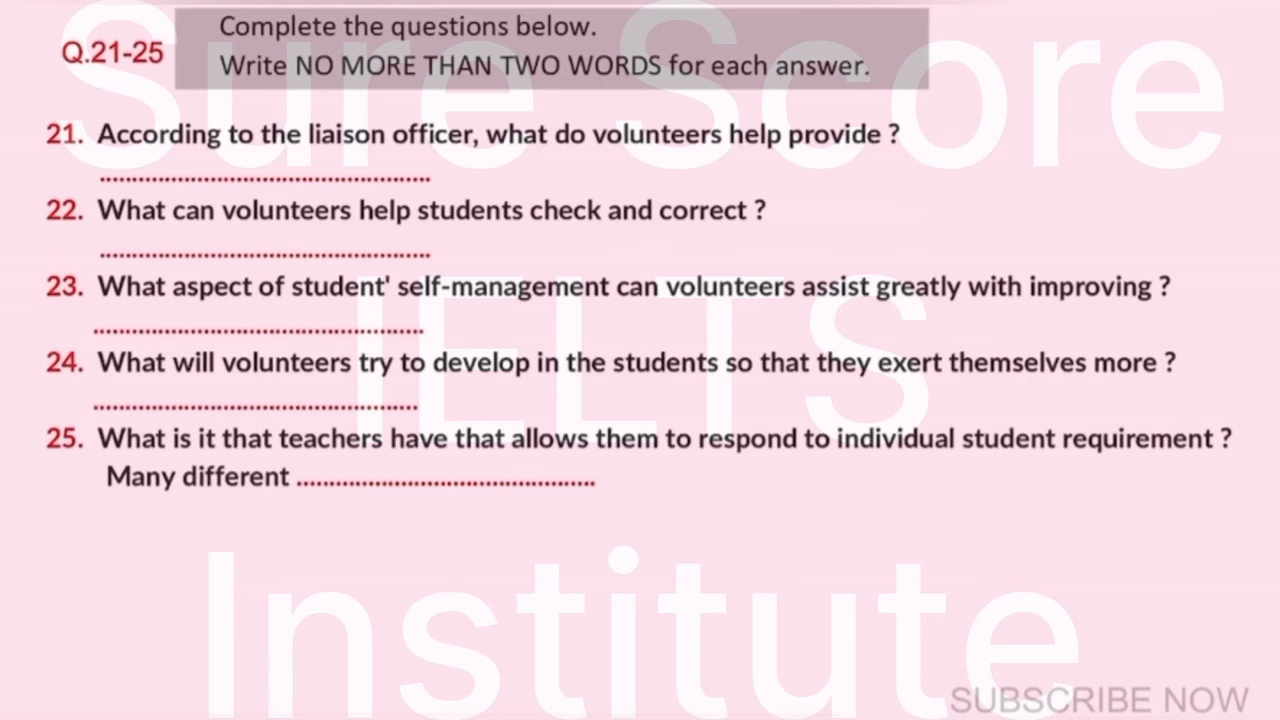 Q.21-25
Complete the questions below.
Write NO MORE THAN TWO WORDS for each answer.
21. According to the liaison officer, what do volunteers help provide ?
....................................................
22. What can volunteers help students check and correct ?
....................................................
23. What aspect of student' self-management can volunteers assist greatly with improving ?
....................................................
24. What will volunteers try to develop in the students so that they exert themselves more ?
...................................................
25. What is it that teachers have that allows them to respond to individual student requirement ?
Many different ...............................................
Sure Score
IELTS
Institute
SUBSCRIBE NOW